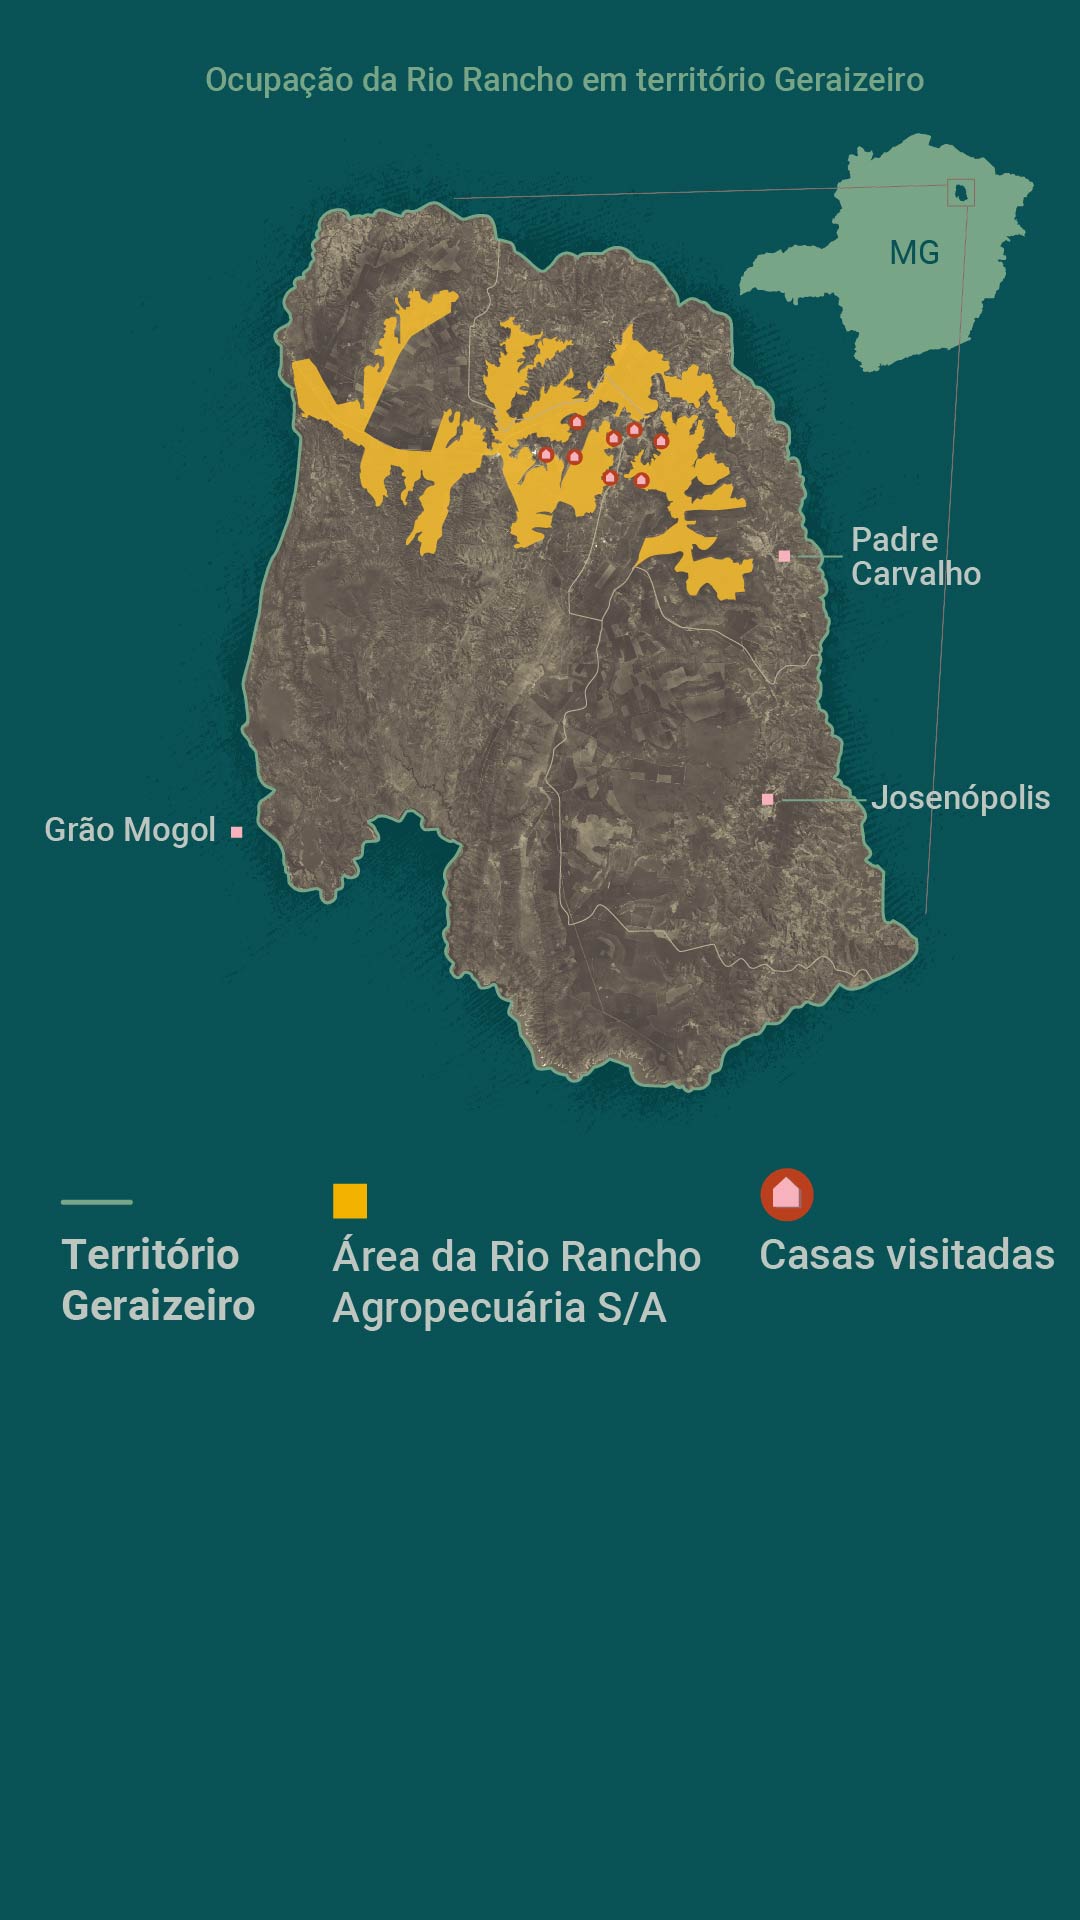 Ocupação da Rio Rancho em território Geraizeiro
MG
Padre
Carvalho
Josenópolis
Grão Mogol
Território
Geraizeiro
Área da Rio Rancho
Agropecuária S/A
Casas visitadas